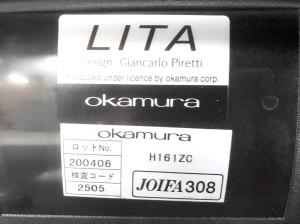 LITA
Design Giancarlo Piretti
Produced under licence by okamura corp.
okamura
okamura
ロットNo.
200406
H161ZC
検査コード
2505
JOIFA308